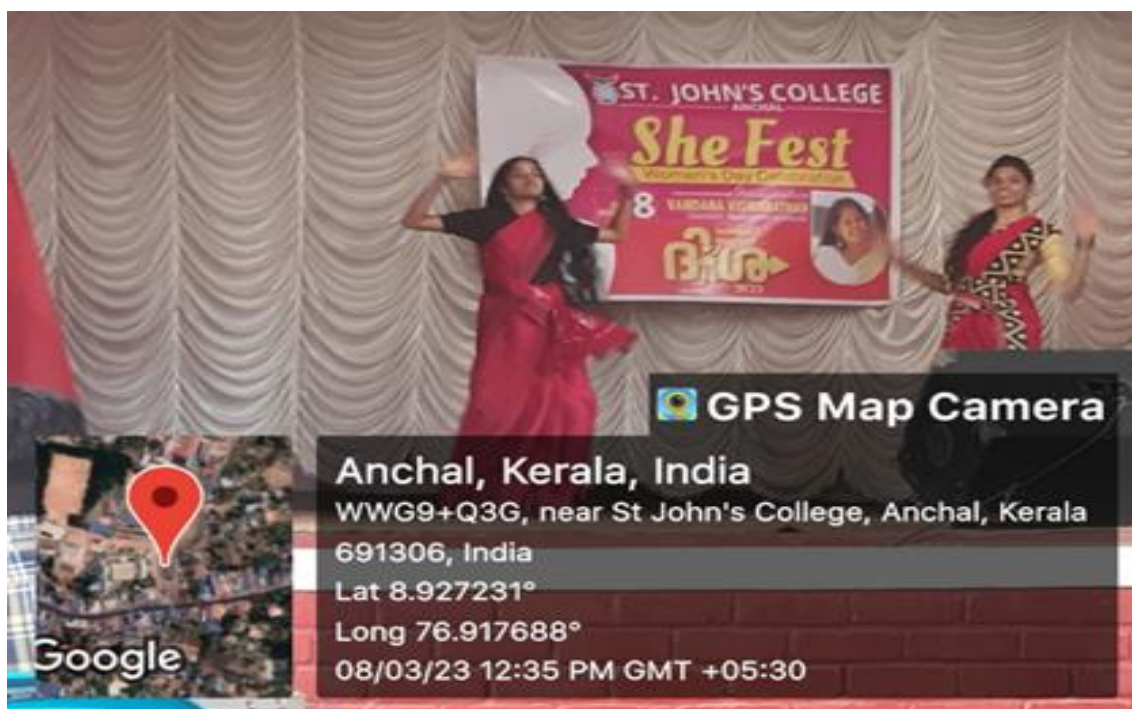 ST. JOHN'S COLLEGE
ANCHAL
She Fest
Women's Day Celebration
8
VANDANA VISWANATHAN
ദിശ
2023
GPS Map Camera
Anchal, Kerala, India
WWG9+Q3G, near St John's College, Anchal, Kerala
691306, India
Lat 8.927231°
Long 76.917688°
08/03/23 12:35 PM GMT +05:30
Google